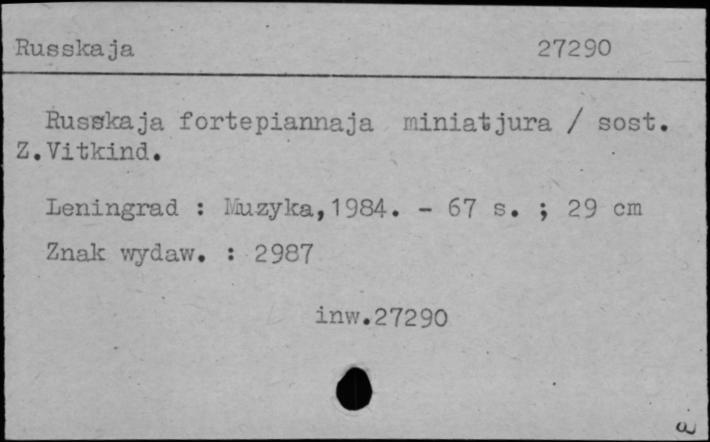 Russkaja 27290
Russkaja fortepiannaja miniatjura / sost.
Z.Vitkind.
Leningrad : Muzyka,1984. - 67 s. ; 29 cm
Znak wydaw. : 2987
inw.27290